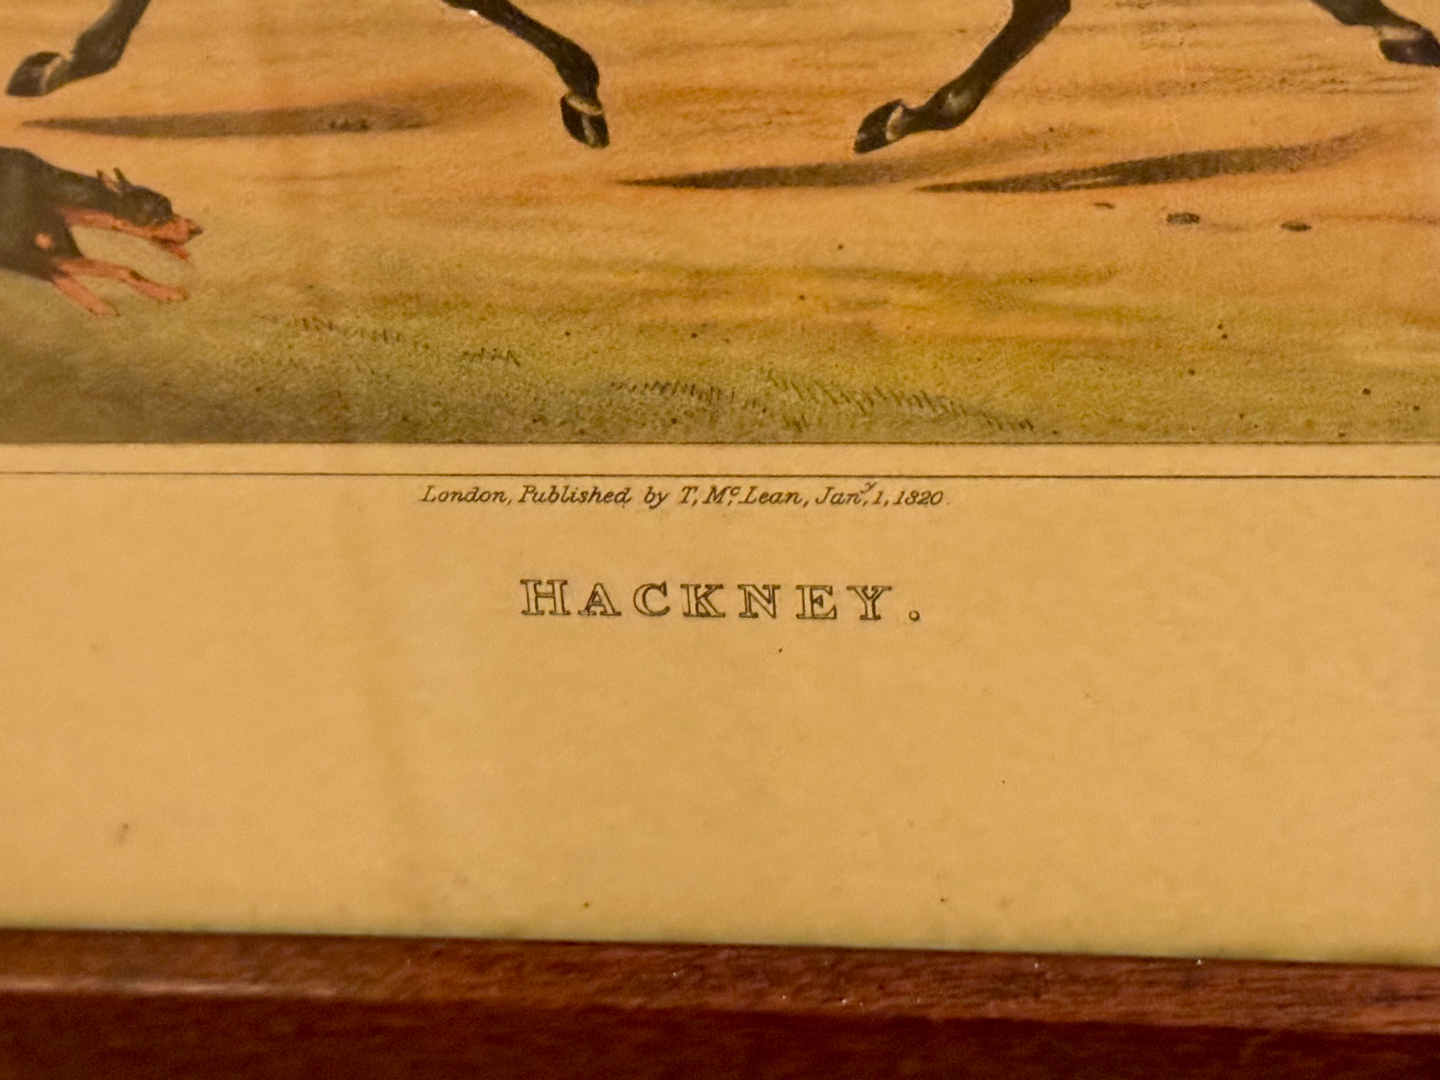 London, Published by T, Mc. Lean, Jany, 1, 1820.
HACKNEY.